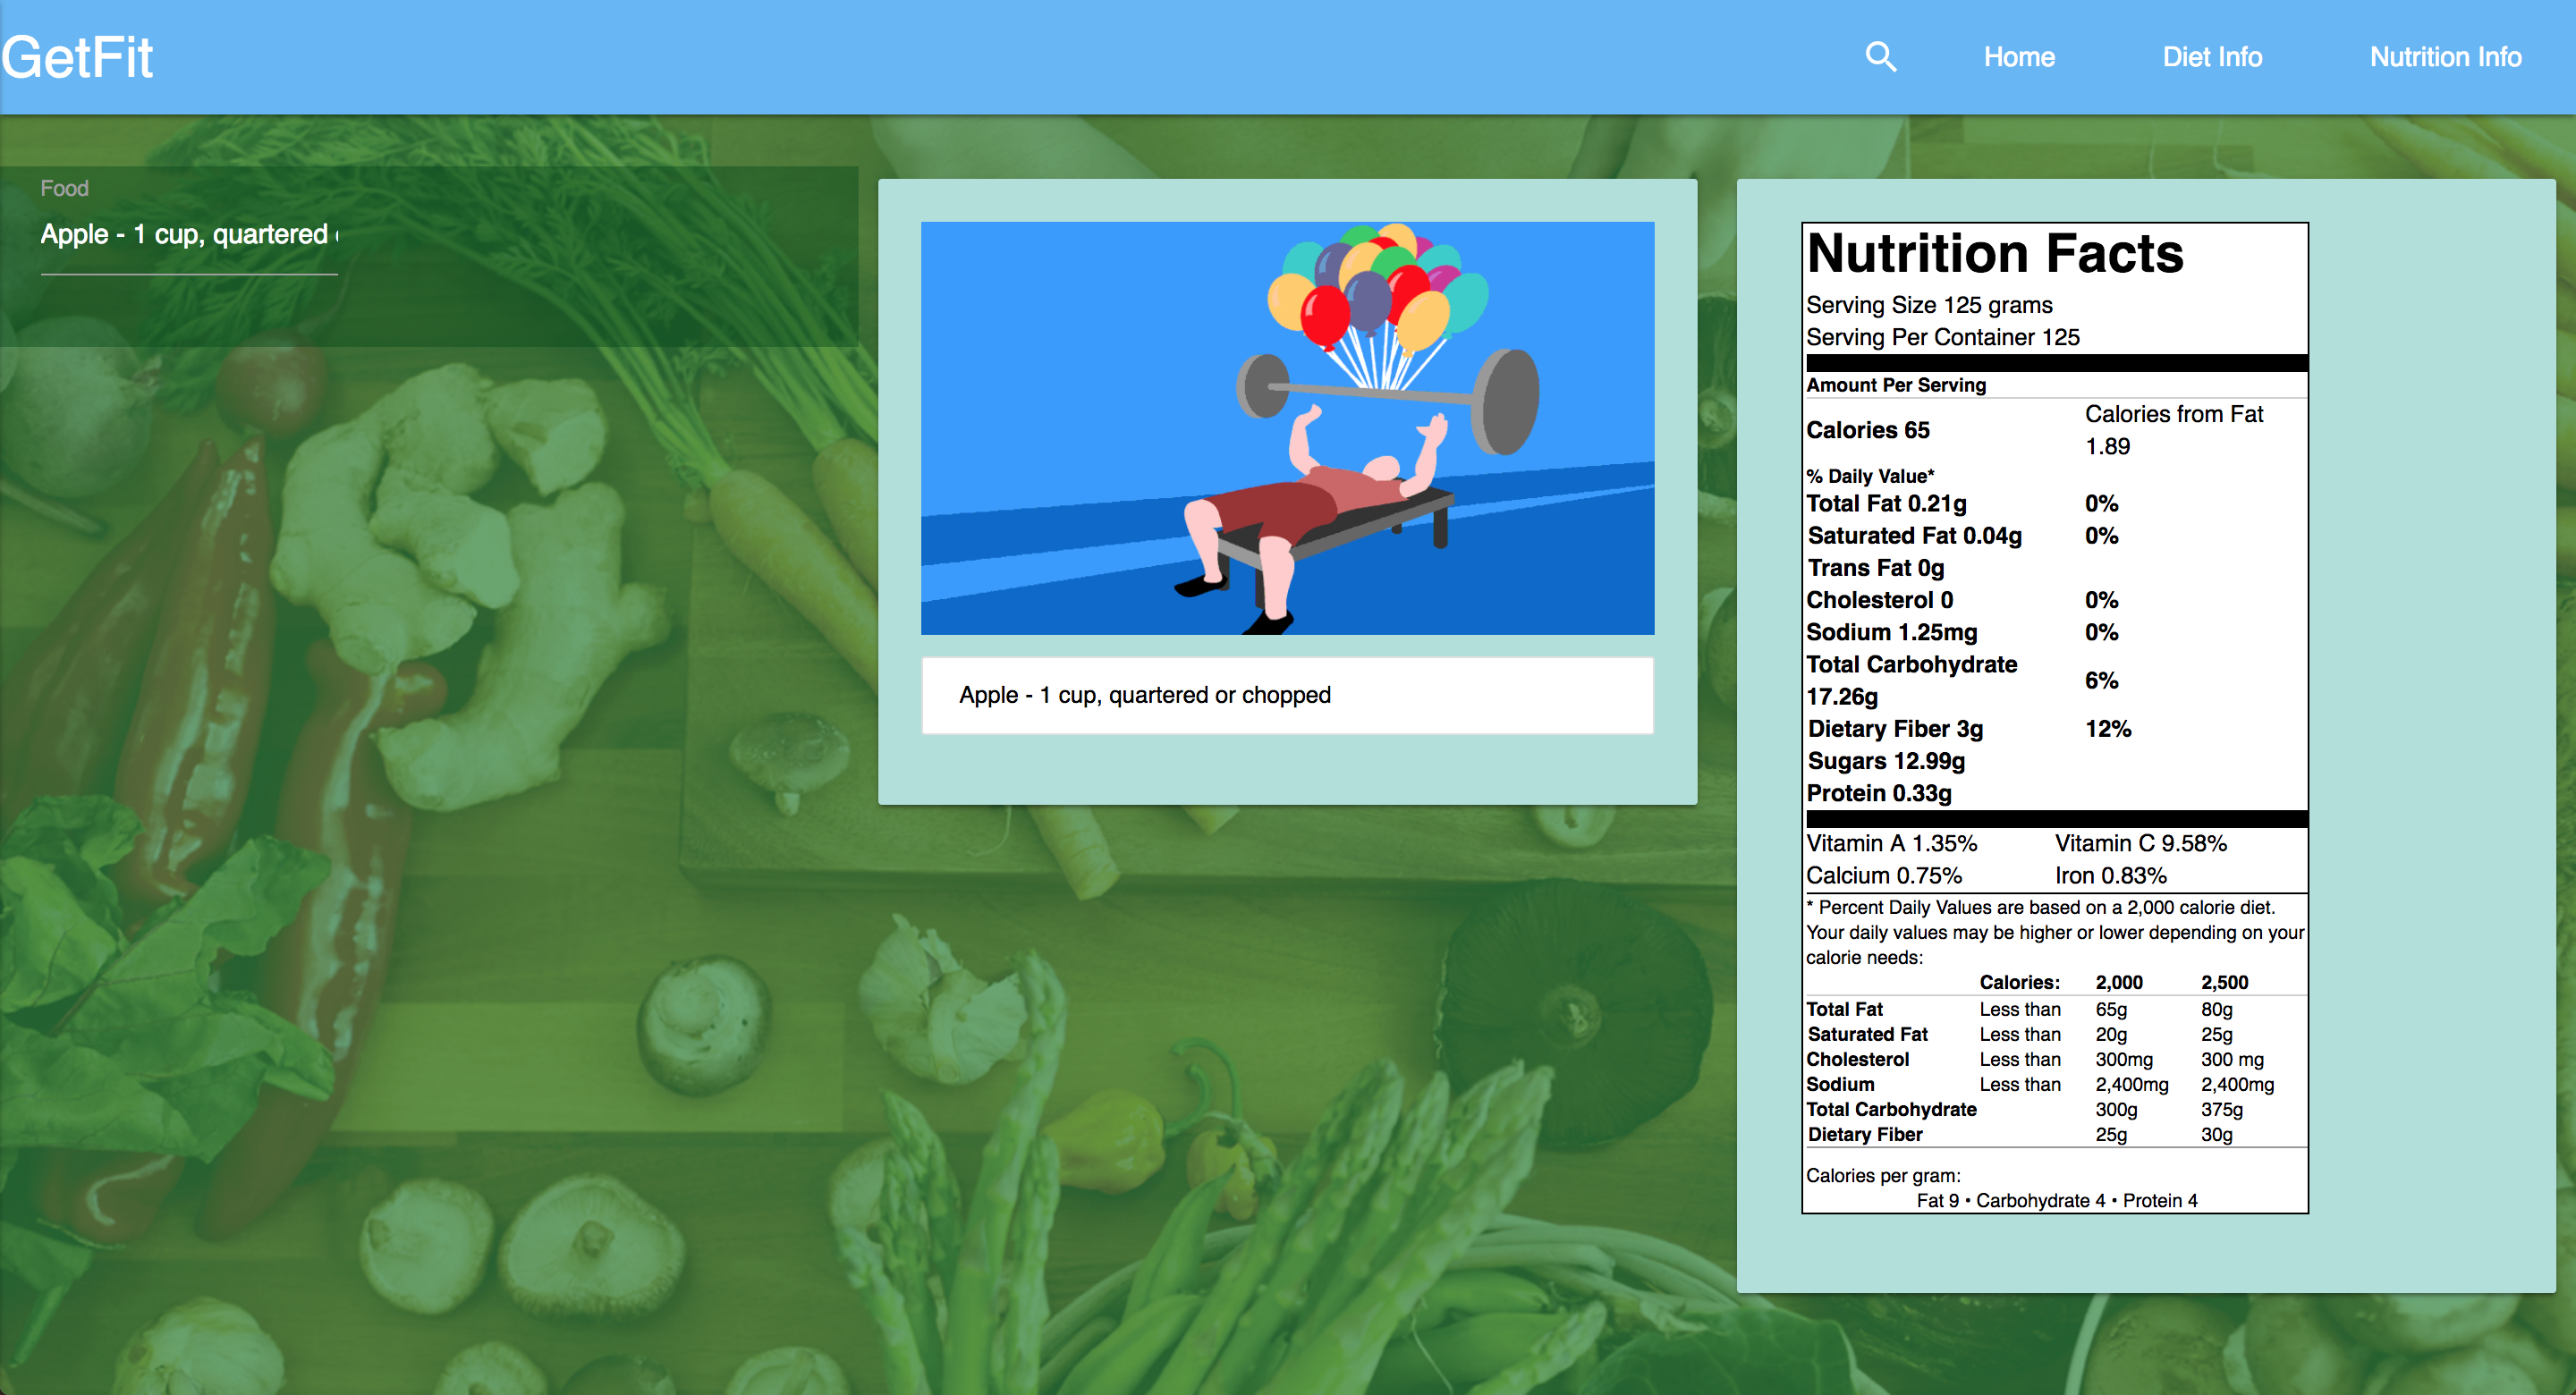 GetFit
Home
Diet Info
Nutrition Info
Food
Apple - 1 cup, quartered
Apple - 1 cup, quartered or chopped
Nutrition Facts
Serving Size 125 grams
Serving Per Container 125
Amount Per Serving
Calories 65
Calories from Fat
1.89
% Daily Value*
Total Fat 0.21g 0%
Saturated Fat 0.04g 0%
Trans Fat 0g
Cholesterol 0 0%
Sodium 1.25mg 0%
Total Carbohydrate
17.26g
6%
Dietary Fiber 3g 12%
Sugars 12.99g
Protein 0.33g
Vitamin A 1.35% Vitamin C 9.58%
Calcium 0.75% Iron 0.83%
* Percent Daily Values are based on a 2,000 calorie diet.
Your daily values may be higher or lower depending on your
calorie needs:
Calories: 2,000 2,500
Total Fat Less than 65g 80g
Saturated Fat Less than 20g 25g
Cholesterol Less than 300mg 300 mg
Sodium Less than 2,400mg 2,400mg
Total Carbohydrate 300g 375g
Dietary Fiber 25g 30g
Calories per gram:
Fat 9 • Carbohydrate 4 • Protein 4